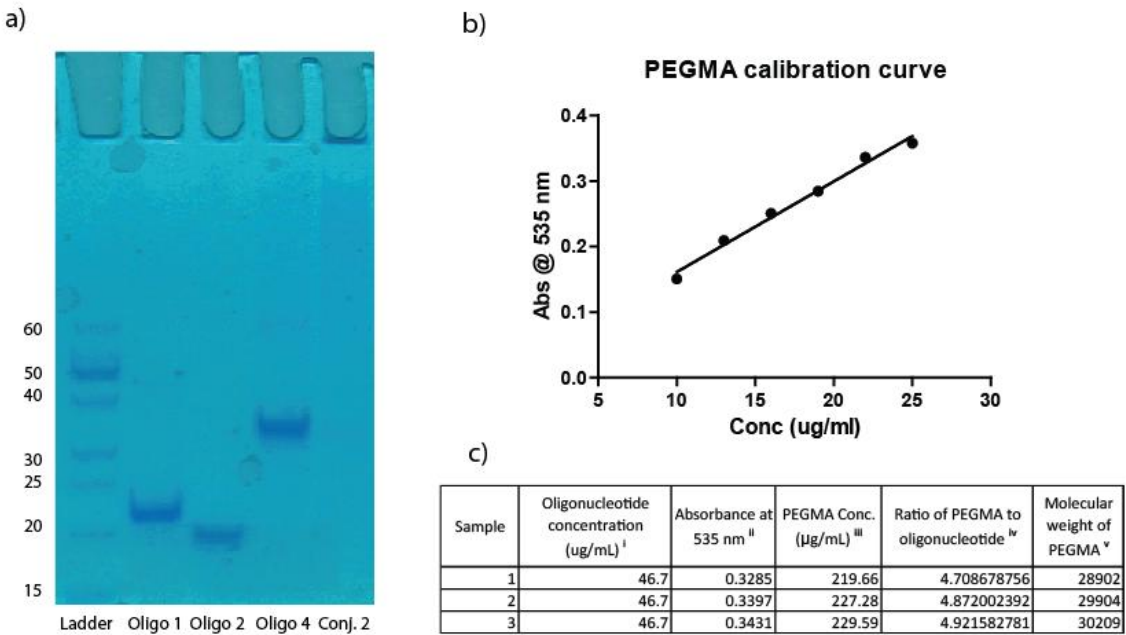 a)
60
50
40
30
25
20
15
Ladder Oligo 1 Oligo 2 Oligo 4 Conj. 2
b)
PEGMA calibration curve
Abs @ 535 nm
0.4
0.3
0.2
0.1
0.0
5 10 15 20 25 30
Conc (ug/ml)
c)
Sample
Oligonucleotide
concentration
(ug/mL) i
Absorbance at
535 nm ii
PEGMA Conc.
(µg/mL) iii
Ratio of PEGMA to
oligonucleotide iv
Molecular
weight of
PEGMA v
1 46.7 0.3285 219.66 4.708678756 28902
2 46.7 0.3397 227.28 4.872002392 29904
3 46.7 0.3431 229.59 4.921582781 30209